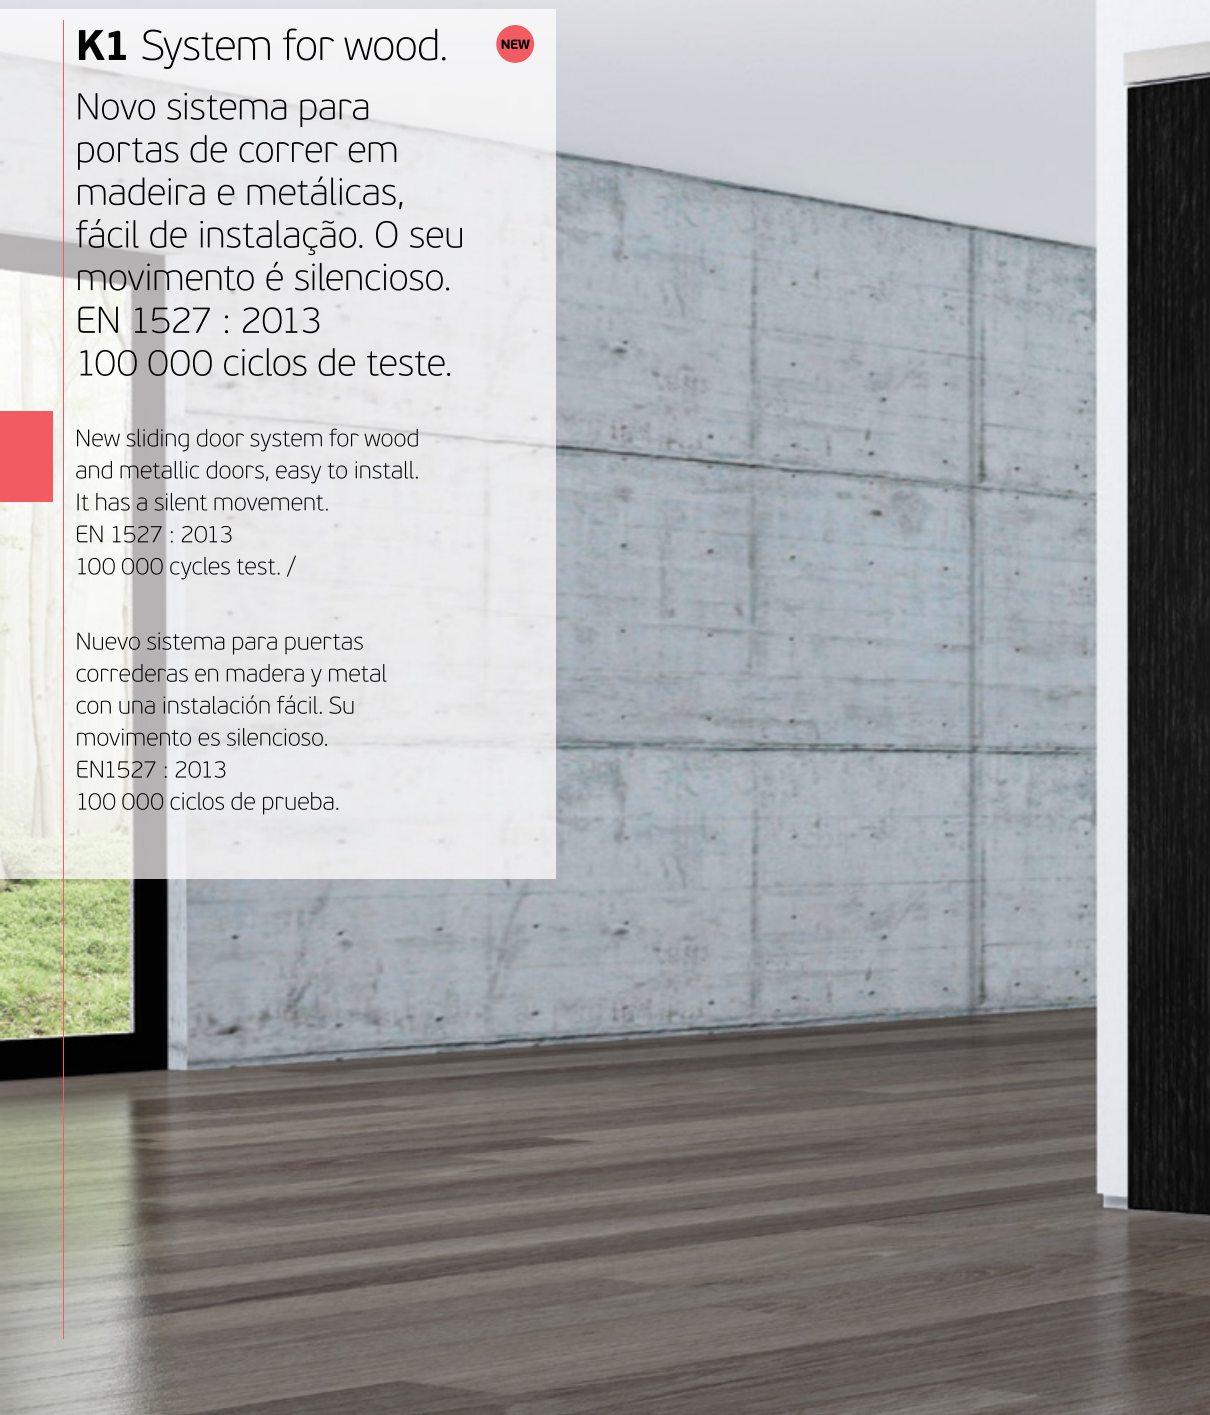 K1 System for wood.
NEW
Novo sistema para
portas de correr em
madeira e metálicas,
fácil de instalação. O seu
movimento é silencioso.
EN 1527 : 2013
100 000 ciclos de teste.
New sliding door system for wood
and metallic doors, easy to install.
It has a silent movement.
EN 1527 : 2013
100 000 cycles test. /
Nuevo sistema para puertas
correderas en madera y metal
con una instalación fácil. Su
movimento es silencioso.
EN1527 : 2013
100 000 ciclos de prueba.